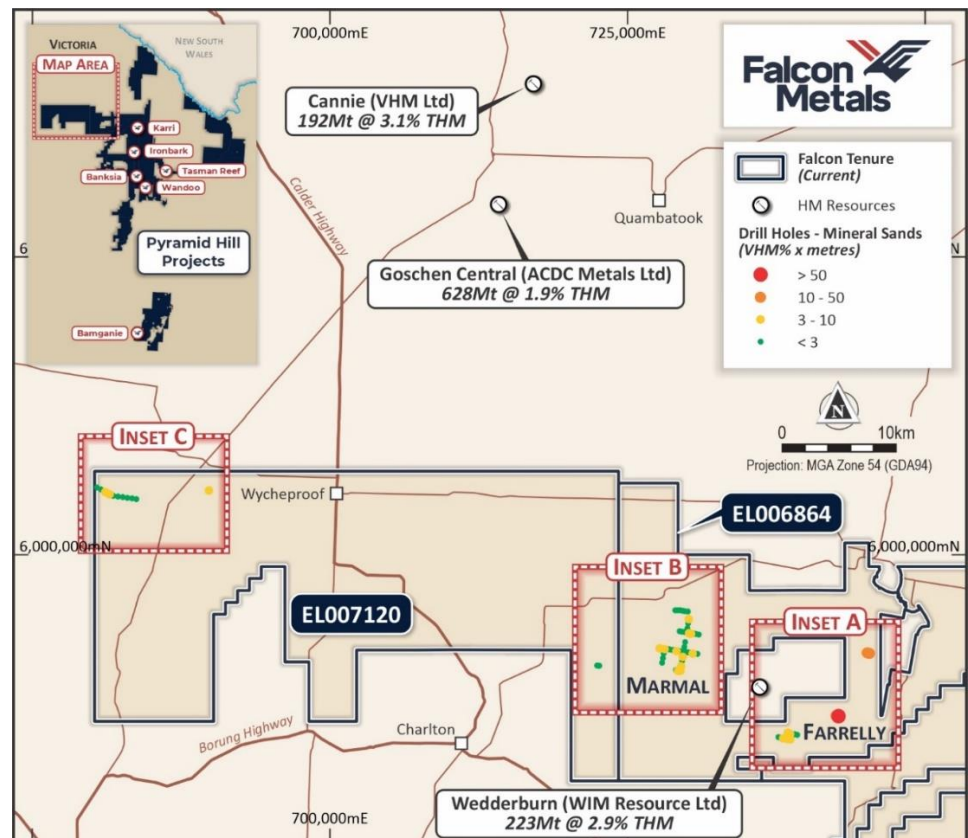 700,000mE
725,000mE
VICTORIA
NEW SOUTH
WALES
MAP AREA
Karri
Ironbark
Banksia
Tasman Reef
Wandoo
Pyramid Hill
Projects
Bamganie
Falcon
Metals
Cannie (VHM Ltd)
192Mt @ 3.1% THM
Calder Highway
Quambatook
Goschen Central (ACDC Metals Ltd)
628Mt @ 1.9% THM
Falcon Tenure
(Current)
HM Resources
Drill Holes - Mineral Sands
(VHM% x metres)
> 50
10 - 50
3 - 10
< 3
N
0 10km
Projection: MGA Zone 54 (GDA94)
INSET C
Wycheproof
EL006864
6,000,000mN
6,000,000mN
INSET B
INSET A
EL007120
MARMAL
FARRELLY
Borung Highway
Charlton
Wedderburn (WIM Resource Ltd)
223Mt @ 2.9% THM
700,000mE